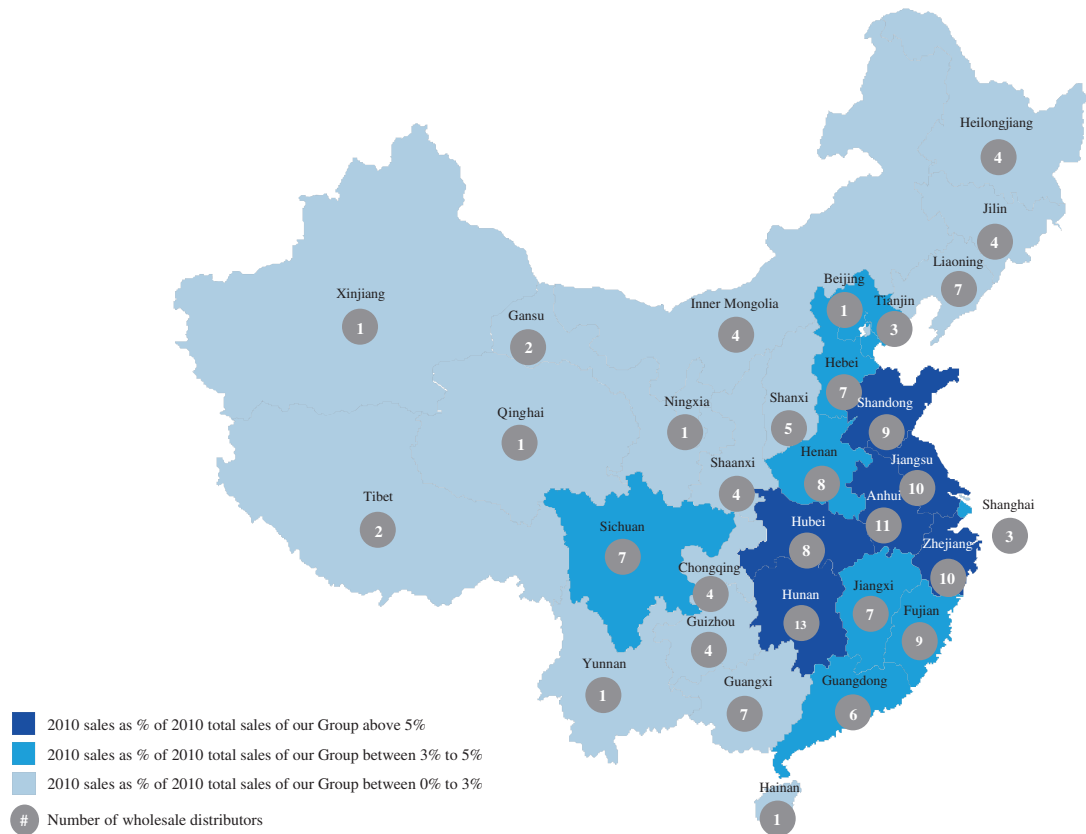 Heilongjiang
4
Jilin
4
Liaoning
7
Beijing
1
Tianjin
3
Xinjiang
1
Gansu
2
Inner Mongolia
4
Hebei
7
Shanxi
5
Shandong
9
Qinghai
1
Ningxia
1
Henan
8
Jiangsu
10
Shaanxi
4
Anhui
11
Shanghai
3
Tibet
2
Sichuan
7
Hubei
8
Zhejiang
10
Chongqing
4
Hunan
13
Jiangxi
7
Fujian
9
Guizhou
4
Yunnan
1
Guangxi
7
Guangdong
6
Hainan
1
2010 sales as % of 2010 total sales of our Group above 5%
2010 sales as % of 2010 total sales of our Group between 3% to 5%
2010 sales as % of 2010 total sales of our Group between 0% to 3%
# Number of wholesale distributors